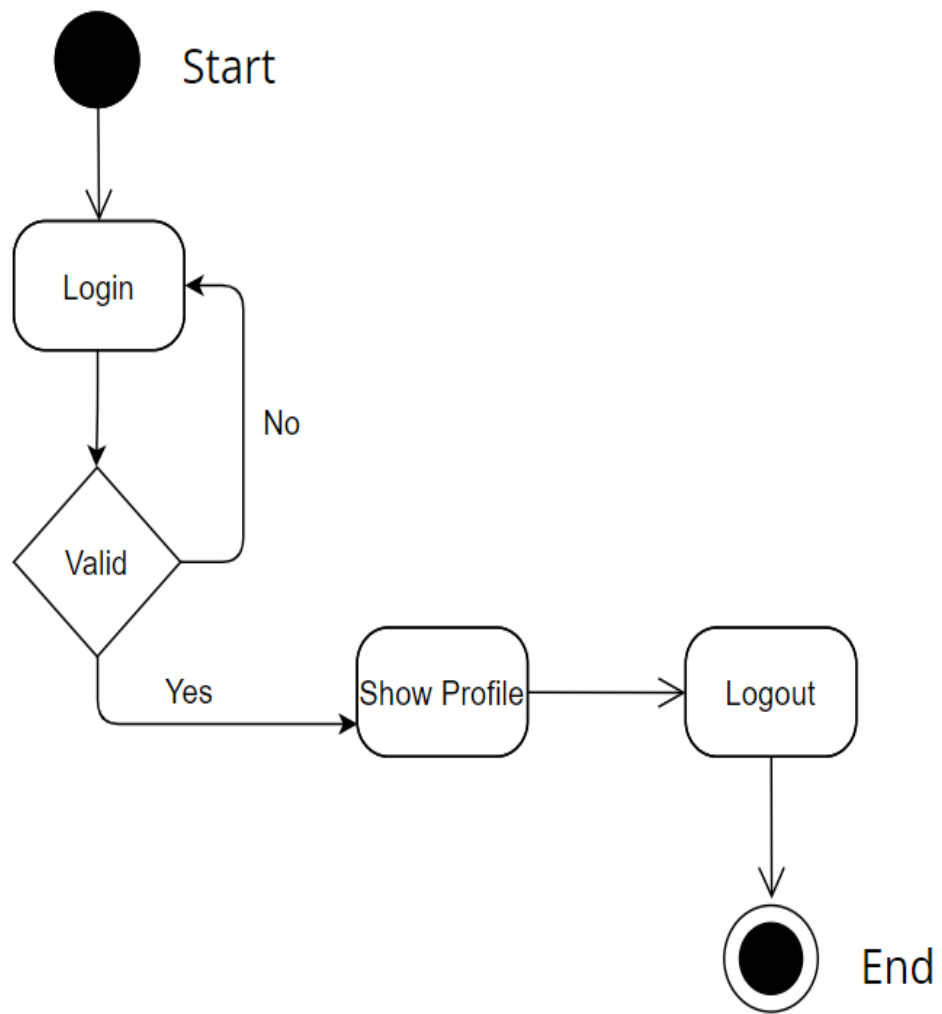 Start
Login
No
Valid
Yes
Show Profile
Logout
End